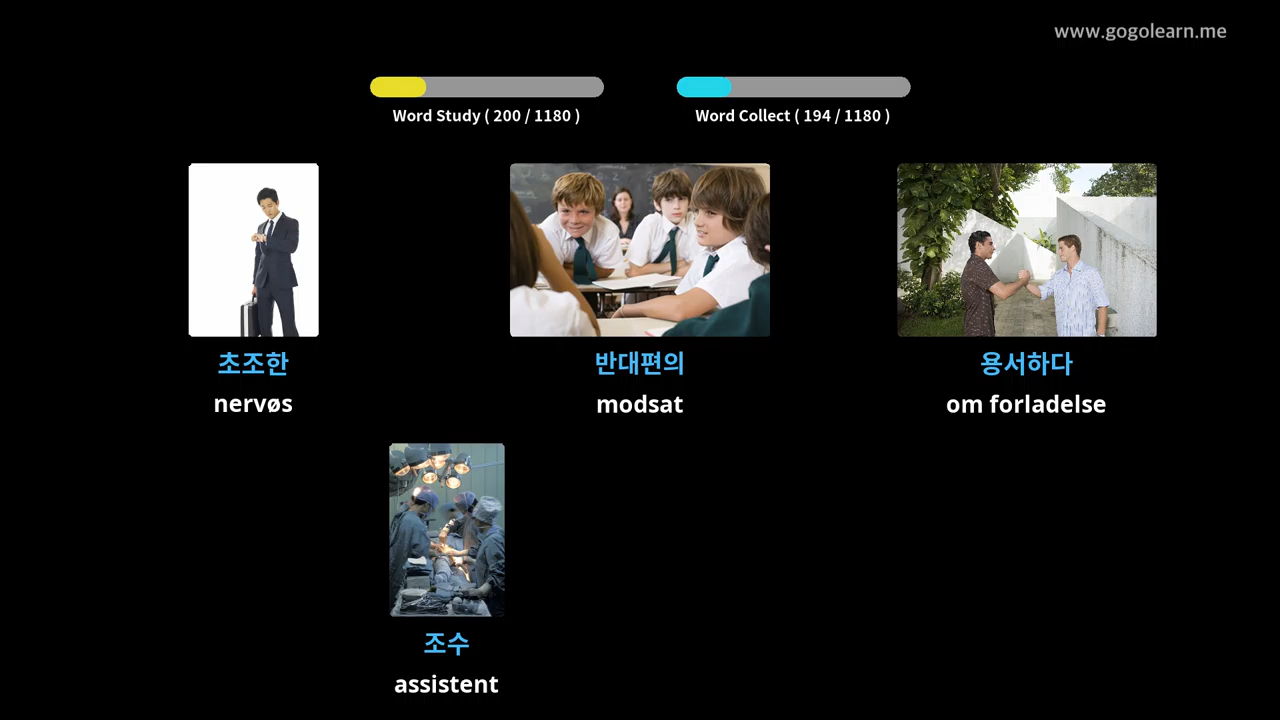 www.gogolearn.me
Word Study ( 200 / 1180 )
Word Collect ( 194 / 1180 )
초조한
nervøs
반대편의
modsat
용서하다
om forladelse
조수
assistent